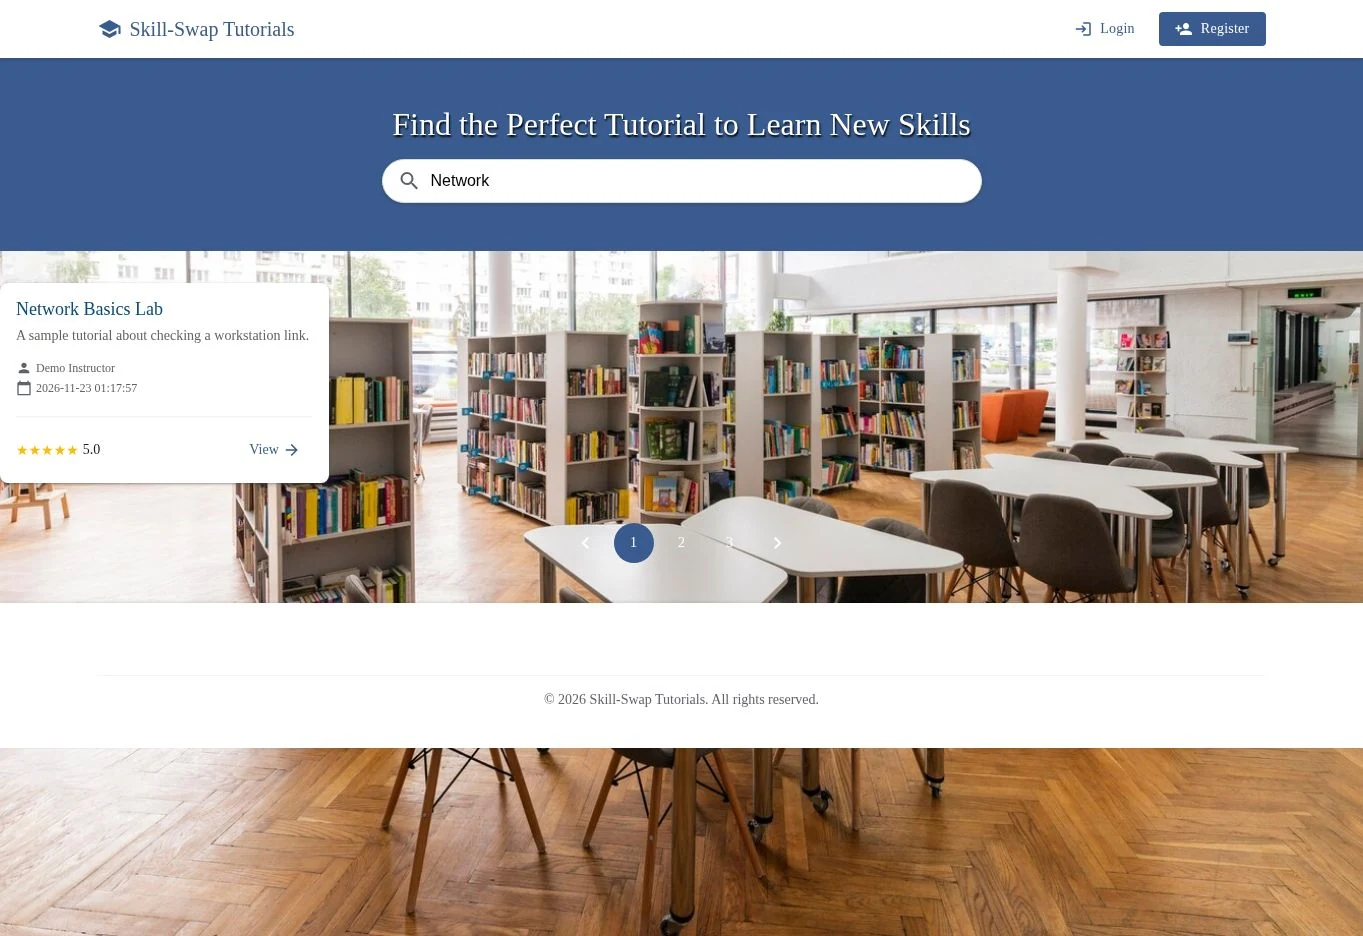 Skill-Swap Tutorials
Login
Register
Find the Perfect Tutorial to Learn New Skills
Network
Network Basics Lab
A sample tutorial about checking a workstation link.
Demo Instructor
2026-11-23 01:17:57
5.0
View
1
2
3
© 2026 Skill-Swap Tutorials. All rights reserved.